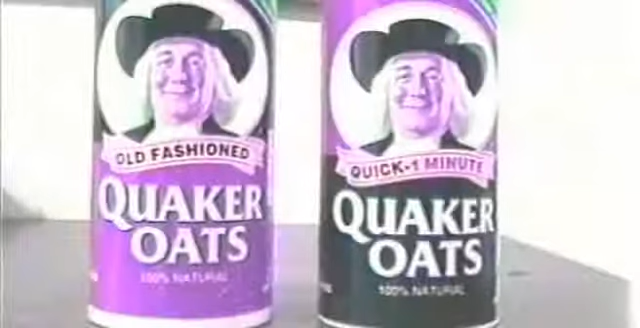 OLD FASHIONED
QUAKER
OATS
100% NATURAL
QUICK-1 MINUTE
QUAKER
OATS
100% NATURAL